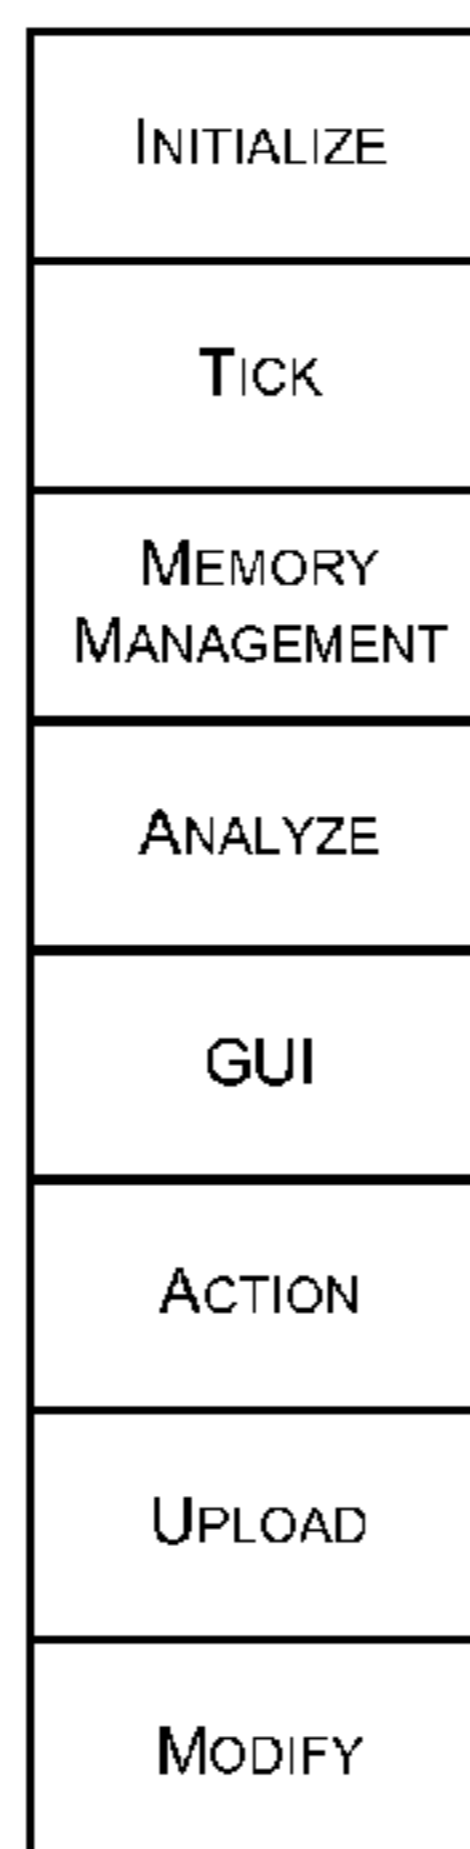 INITIALIZE
TICK
MEMORY
MANAGEMENT
ANALYZE
GUI
ACTION
UPLOAD
MODIFY